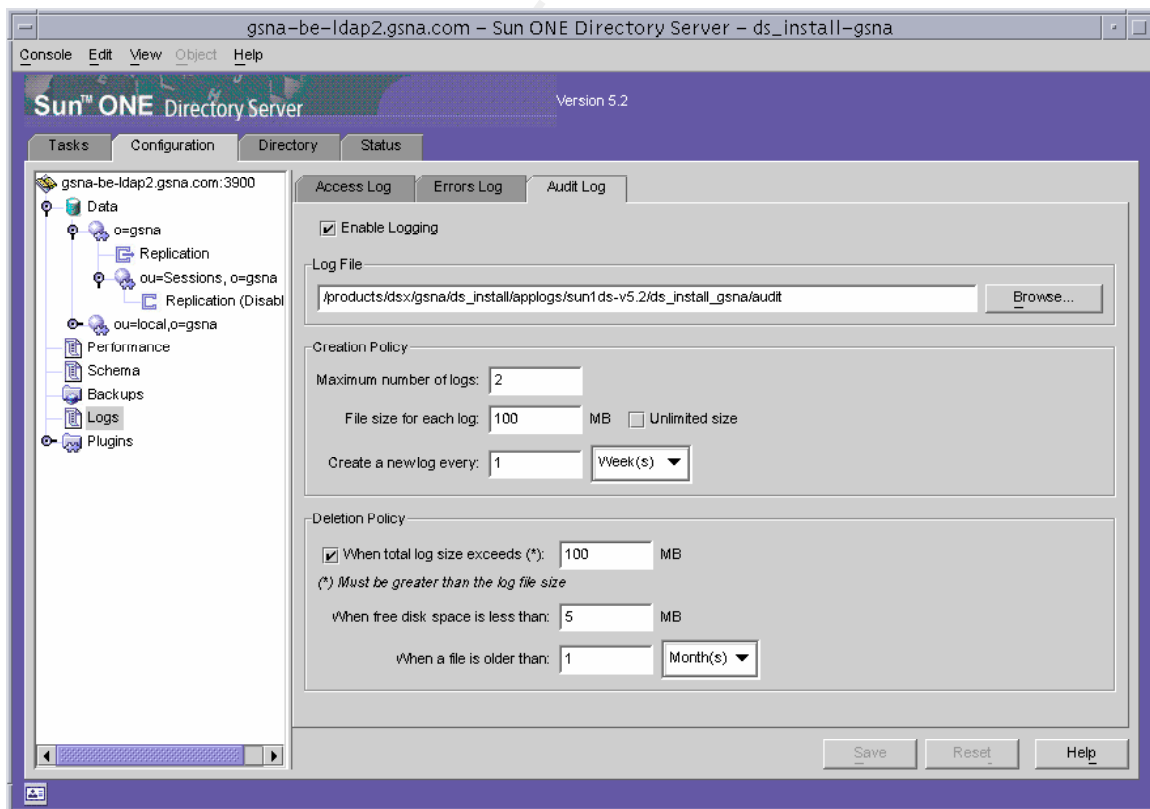 gsna-be-ldap2.gsna.com - Sun ONE Directory Server - ds_install-gsna
Console Edit View Object Help
Sun™ ONE Directory Server
Version 5.2
Tasks Configuration Directory Status
gsna-be-ldap2.gsna.com:3900
Data
o=gsna
Replication
ou=Sessions, o=gsna
Replication (Disabl
ou=local,o=gsna
Performance
Schema
Backups
Logs
Plugins
Access Log Errors Log Audit Log
Enable Logging
Log File
/products/dsx/gsna/ds_install/applogs/sun1ds-v5.2/ds_install_gsna/audit Browse...
Creation Policy
Maximum number of logs: 2
File size for each log: 100 MB Unlimited size
Create a new log every: 1 Week(s)
Deletion Policy
When total log size exceeds (*): 100 MB
(*) Must be greater than the log file size
When free disk space is less than: 5 MB
When a file is older than: 1 Month(s)
Save Reset Help